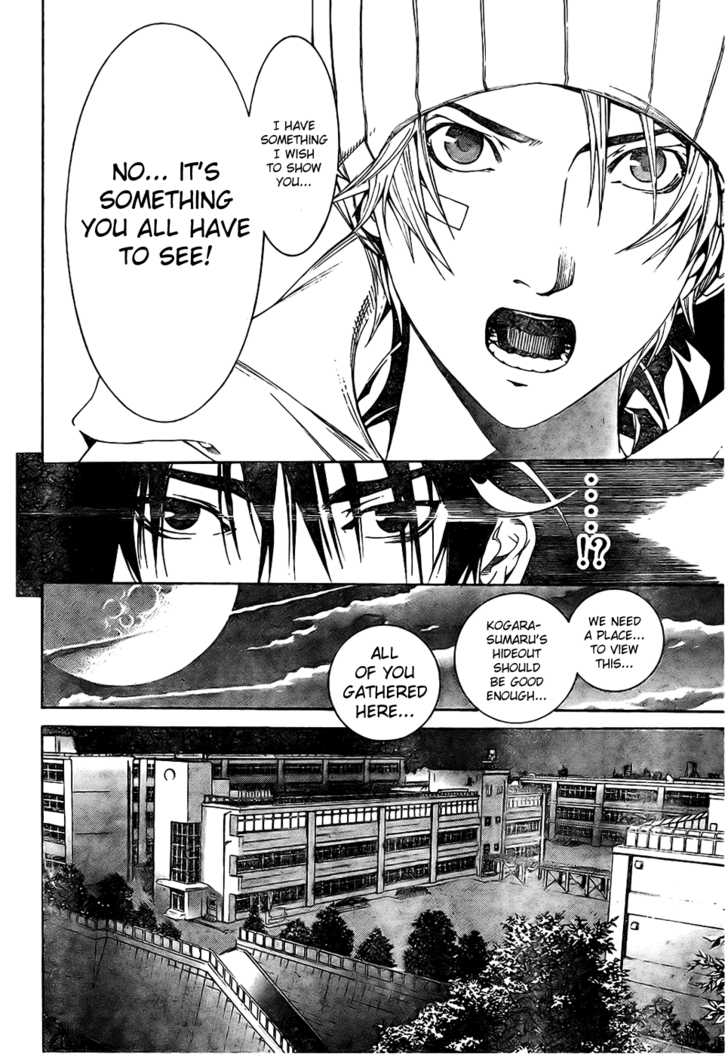 I HAVE
SOMETHING
I WISH
TO SHOW
YOU...
NO... IT'S
SOMETHING
YOU ALL HAVE
TO SEE!
.....!?
WE NEED
A PLACE...
TO VIEW
THIS...
KOGARA-
SUMARU'S
HIDEOUT
SHOULD
BE GOOD
ENOUGH...
ALL
OF YOU
GATHERED
HERE...